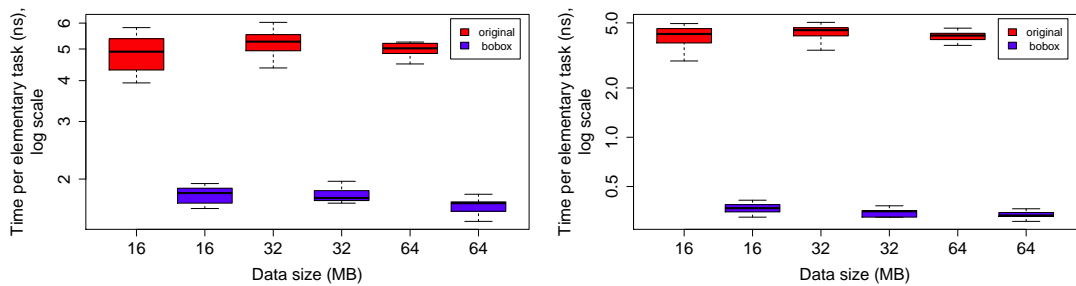 Time per elementary task (ns),
log scale
6
5
4
3
2
original
bobox
16
16
32
32
64
64
Data size (MB)
Time per elementary task (ns),
log scale
5.0
2.0
1.0
0.5
original
bobox
16
16
32
32
64
64
Data size (MB)